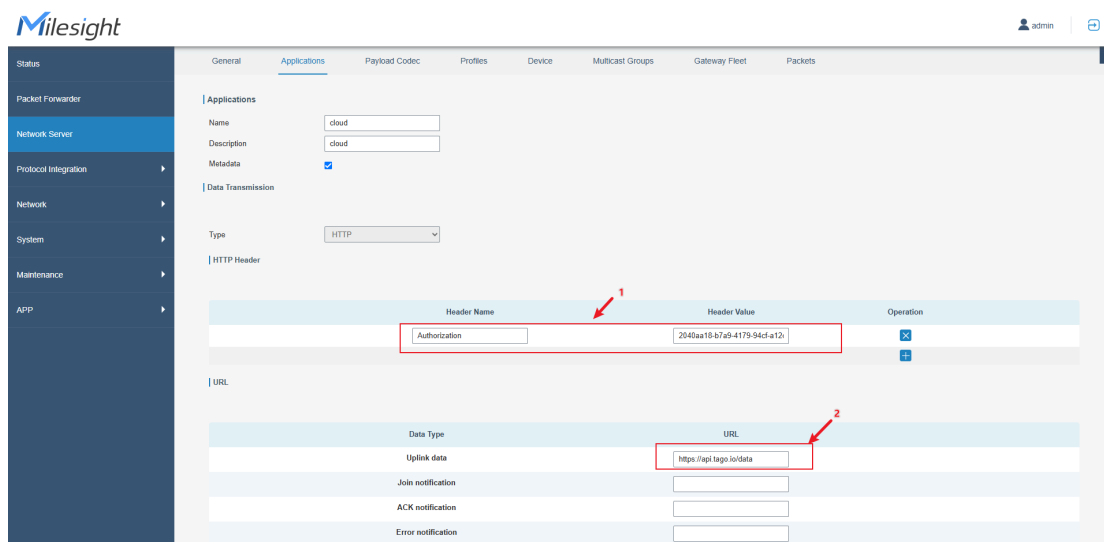 Milesight
admin
Status
General Applications Payload Codec Profiles Device Multicast Groups Gateway Fleet Packets
Packet Forwarder
Applications
Name cloud
Network Server
Description cloud
Metadata
Protocol Integration
Data Transmission
Network
Type HTTP
System
HTTP Header
Maintenance
1
APP
Header Name Header Value Operation
Authorization 2040aa18-b7a9-4179-94cf-a12
URL
2
Data Type URL
Uplink data https://api.tago.io/data
Join notification
ACK notification
Error notification